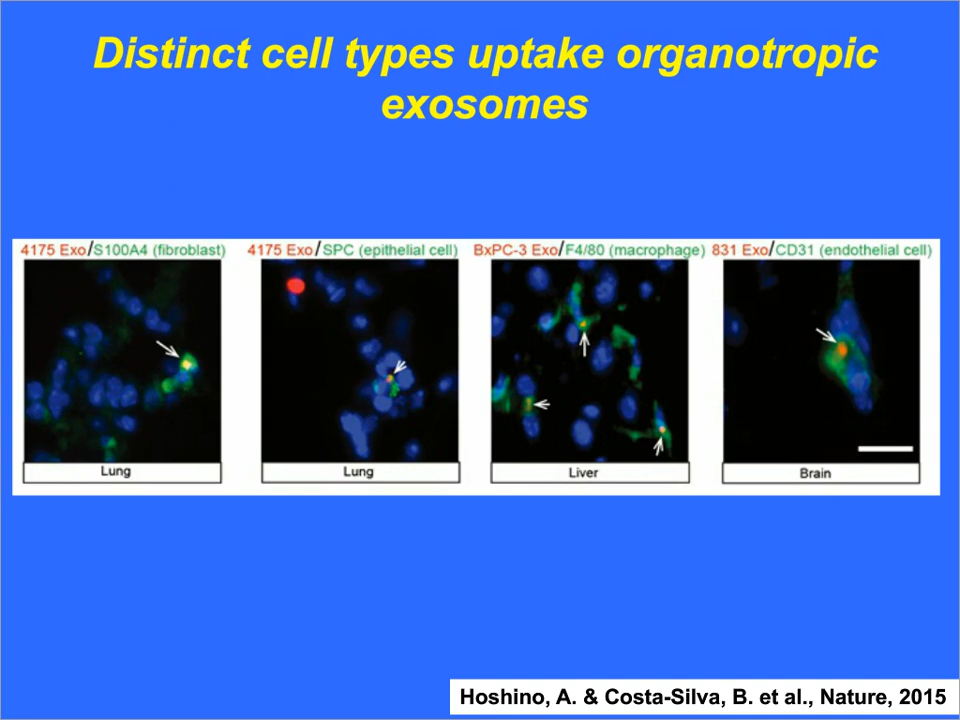 Distinct cell types uptake organotropic
exosomes
4175 Exo/S100A4 (fibroblast)
4175 Exo/SPC (epithelial cell)
BxPC-3 Exo/F4/80 (macrophage)
831 Exo/CD31 (endothelial cell)
Lung
Lung
Liver
Brain
Hoshino, A. & Costa-Silva, B. et al., Nature, 2015